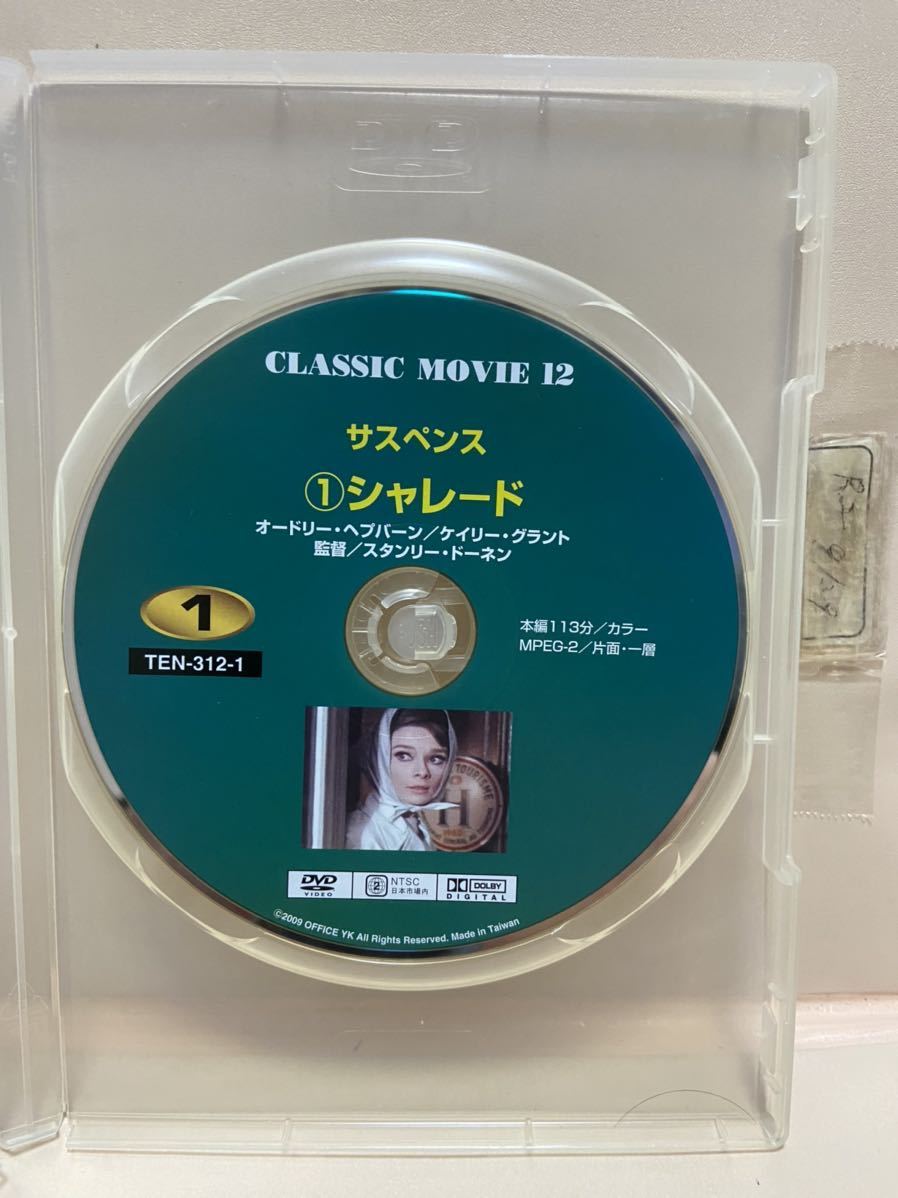 CLASSIC MOVIE 12
サスペンス
①シャレード
オードリー・ヘプバーン/ケイリー・グラント
監督/スタンリー・ドーネン
1
TEN-312-1
本編113分/カラー
MPEG-2/片面・一層
TOURISME
DVD
VIDEO
2
NTSC
日本市場内
DOLBY
DIGITAL
©2009 OFFICE YK All Rights Reserved. Made in Taiwan